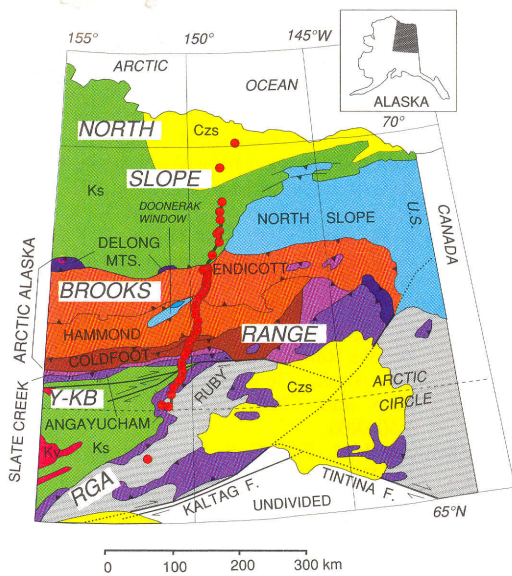 155°
150°
145°W
ARCTIC
OCEAN
ALASKA
70°
NORTH
Czs
SLOPE
Ks
DOONERAK
WINDOW
NORTH SLOPE
U.S.
CANADA
DELONG
MTS.
ENDICOTT
ARCTIC ALASKA
BROOKS
HAMMOND
RANGE
COLDFOOT
RUBY
Czs
ARCTIC
CIRCLE
Y-KB
ANGAYUCHAM
SLATE CREEK
Ks
Kv
RGA
KALTAG F.
TINTINA F.
UNDIVIDED
65°N
0 100 200 300 km